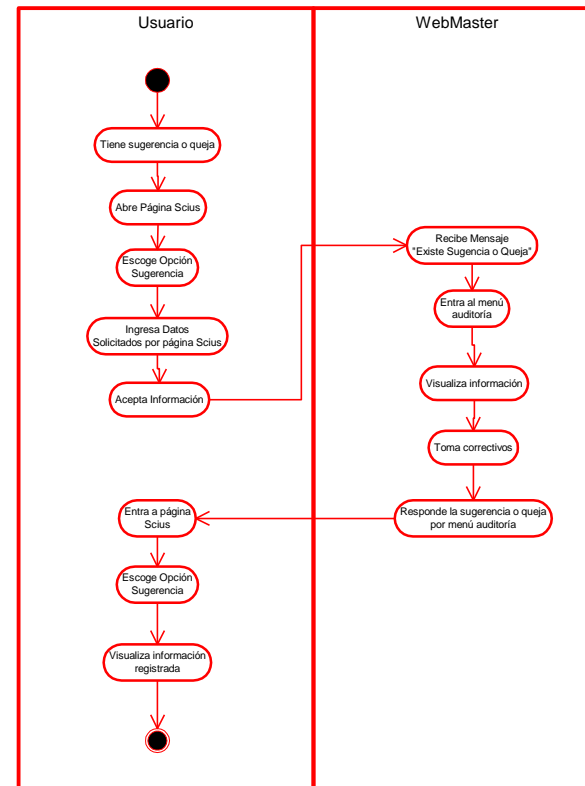 Usuario
WebMaster
Tiene sugerencia o queja
Abre Página Scius
Escoge Opción
Sugerencia
Ingresa Datos
Solicitados por página Scius
Acepta Información
Recibe Mensaje
"Existe Sugencia o Queja"
Entra al menú
auditoría
Visualiza información
Toma correctivos
Responde la sugerencia o queja
por menú auditoría
Entra a página
Scius
Escoge Opción
Sugerencia
Visualiza información
registrada